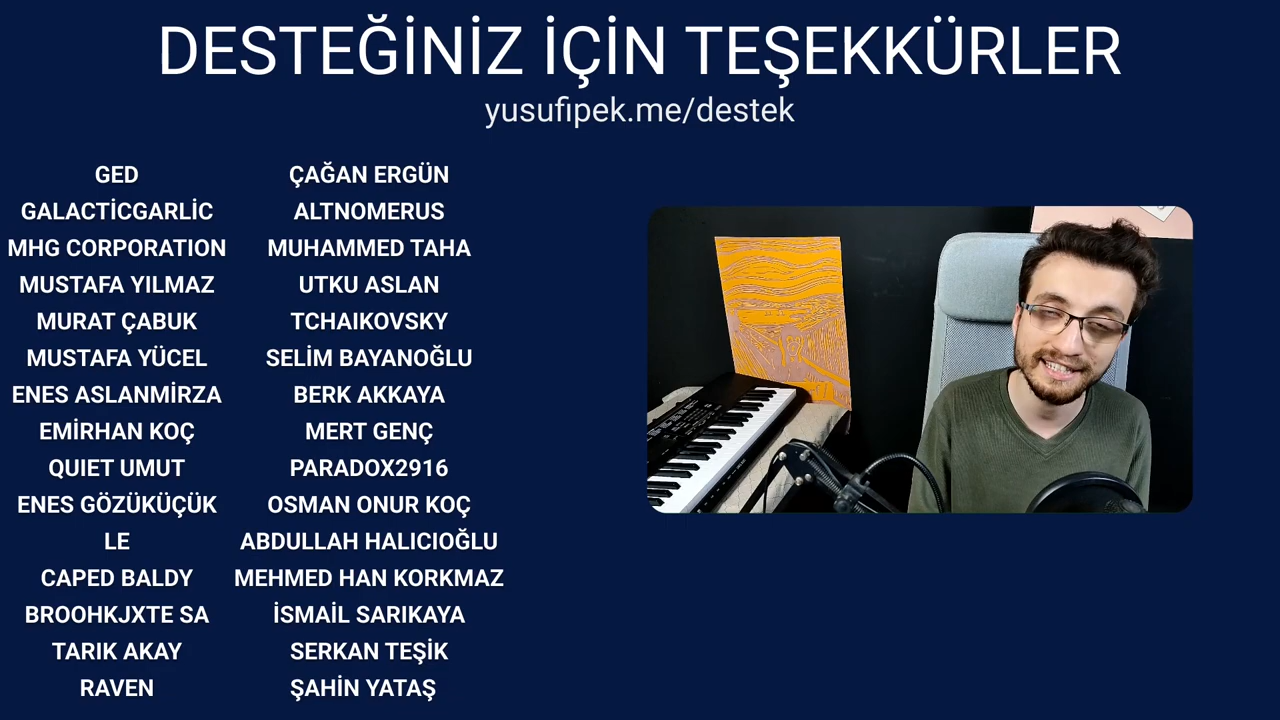 DESTEĞİNİZ İÇİN TEŞEKKÜRLER
yusufipek.me/destek
GED
GALACTİCGARLİC
MHG CORPORATION
MUSTAFA YILMAZ
MURAT ÇABUK
MUSTAFA YÜCEL
ENES ASLANMİRZA
EMİRHAN KOÇ
QUIET UMUT
ENES GÖZÜKÜÇÜK
LE
CAPED BALDY
BROOHKJXTE SA
TARIK AKAY
RAVEN
ÇAĞAN ERGÜN
ALTNOMERUS
MUHAMMED TAHA
UTKU ASLAN
TCHAIKOVSKY
SELİM BAYANOĞLU
BERK AKKAYA
MERT GENÇ
PARADOX2916
OSMAN ONUR KOÇ
ABDULLAH HALICIOĞLU
MEHMED HAN KORKMAZ
İSMAİL SARIKAYA
SERKAN TEŞİK
ŞAHİN YATAŞ